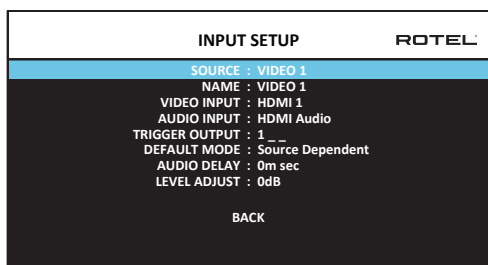 INPUT SETUP ROTEL
SOURCE : VIDEO 1
NAME : VIDEO 1
VIDEO INPUT : HDMI 1
AUDIO INPUT : HDMI Audio
TRIGGER OUTPUT : 1 _ _
DEFAULT MODE : Source Dependent
AUDIO DELAY : 0m sec
LEVEL ADJUST : 0dB
BACK